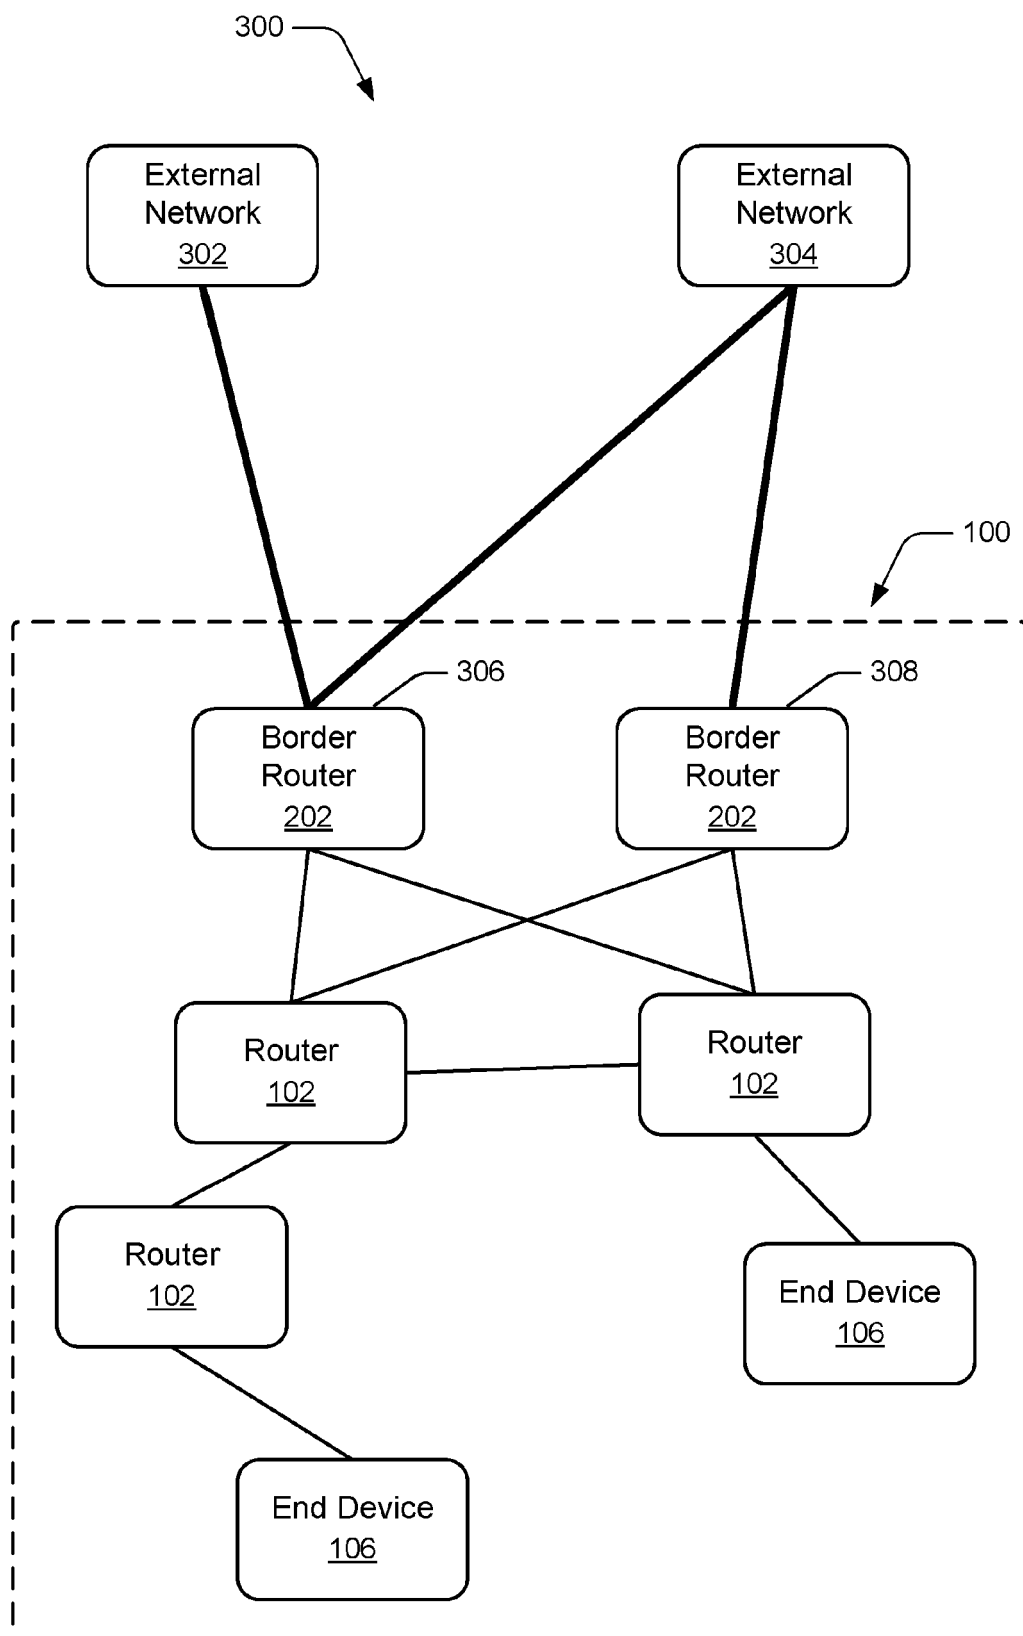 300
External
Network
302
External
Network
304
100
306
308
Border
Router
202
Border
Router
202
Router
102
Router
102
Router
102
End Device
106
End Device
106